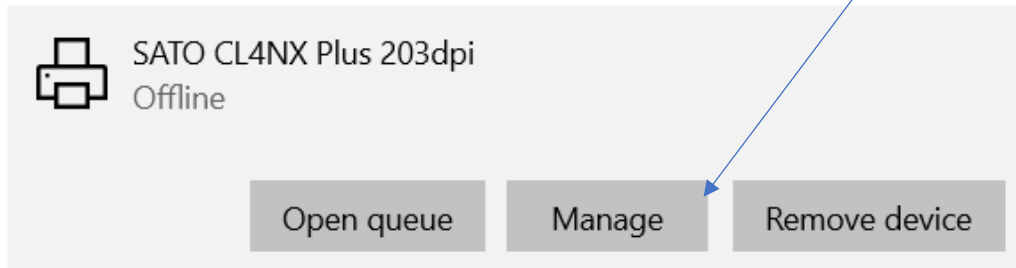 SATO CL4NX Plus 203dpi
Offline
Open queue Manage Remove device